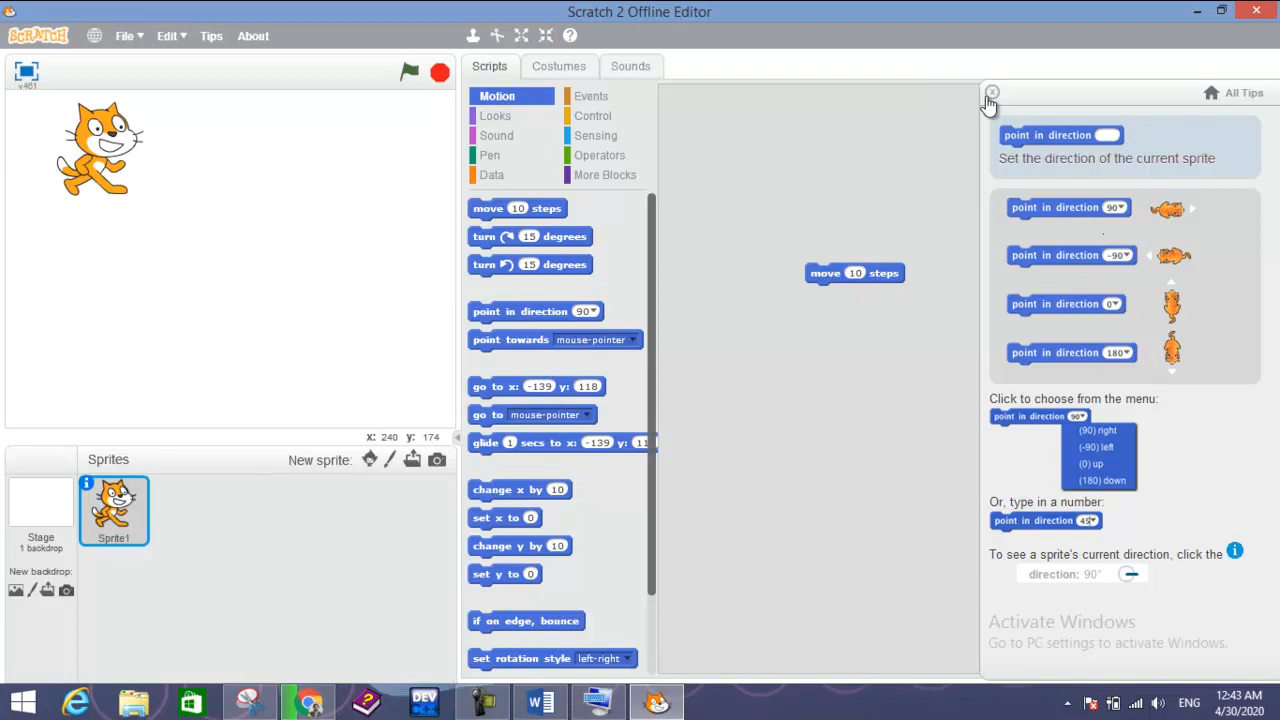 Scratch 2 Offline Editor
SCRATCH File Edit Tips About
v461
Scripts Costumes Sounds
Motion Events
Looks Control
Sound Sensing
Pen Operators
Data More Blocks
move 10 steps
turn 15 degrees
turn 15 degrees
point in direction 90
point towards mouse-pointer
go to x: -139 y: 118
go to mouse-pointer
glide 1 secs to x: -139 y: 11
change x by 10
set x to 0
change y by 10
set y to 0
if on edge, bounce
set rotation style left-right
move 10 steps
x: 240 y: 174
Sprites New sprite:
Stage
1 backdrop
New backdrop:
Sprite1
All Tips
point in direction
Set the direction of the current sprite
point in direction 90
point in direction -90
point in direction 0
point in direction 180
Click to choose from the menu:
point in direction 90
(90) right
(-90) left
(0) up
(180) down
Or, type in a number:
point in direction 45
To see a sprite's current direction, click the
direction: 90°
Activate Windows
Go to PC settings to activate Windows.
DEV
ENG
12:43 AM
4/30/2020